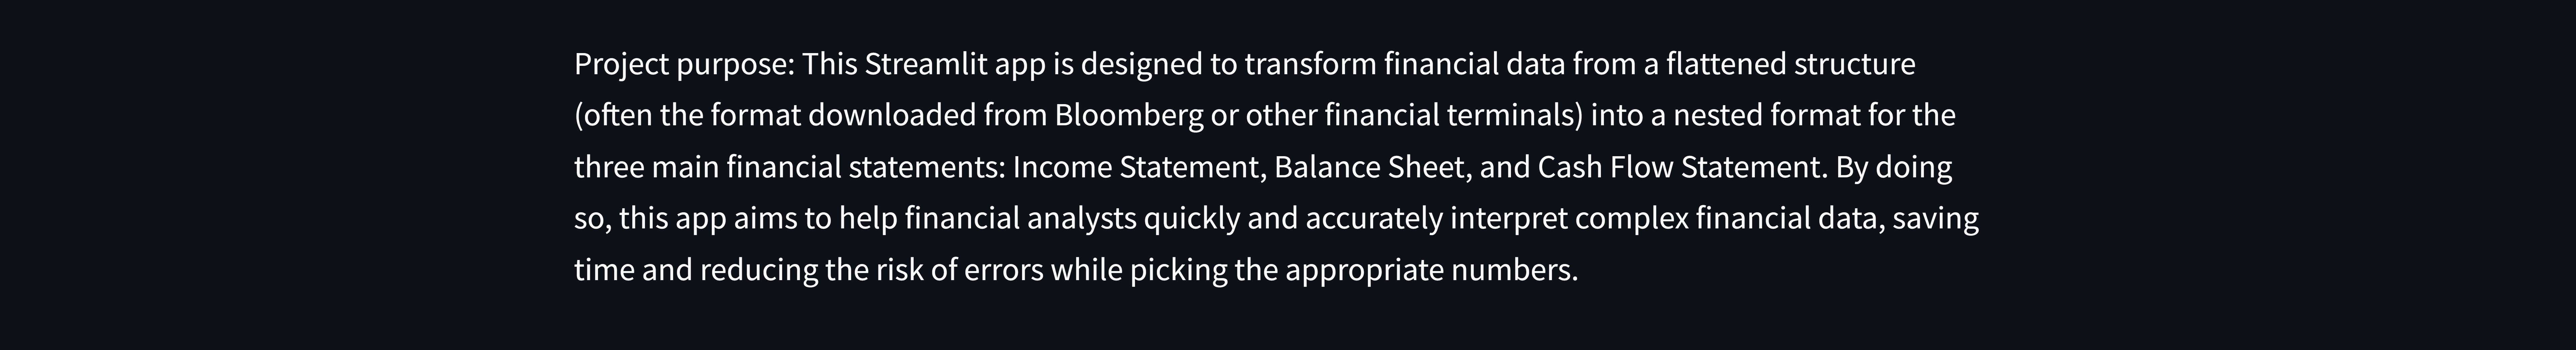 Project purpose: This Streamlit app is designed to transform financial data from a flattened structure
(often the format downloaded from Bloomberg or other financial terminals) into a nested format for the
three main financial statements: Income Statement, Balance Sheet, and Cash Flow Statement. By doing
so, this app aims to help financial analysts quickly and accurately interpret complex financial data, saving
time and reducing the risk of errors while picking the appropriate numbers.